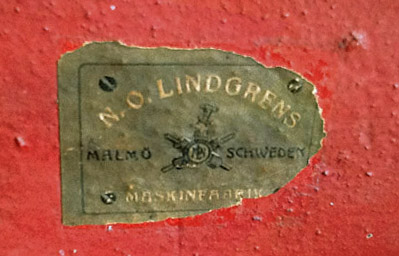 N.O. LINDGRENS
MALMÖ SCHWEDEN
MASKINFABRIK